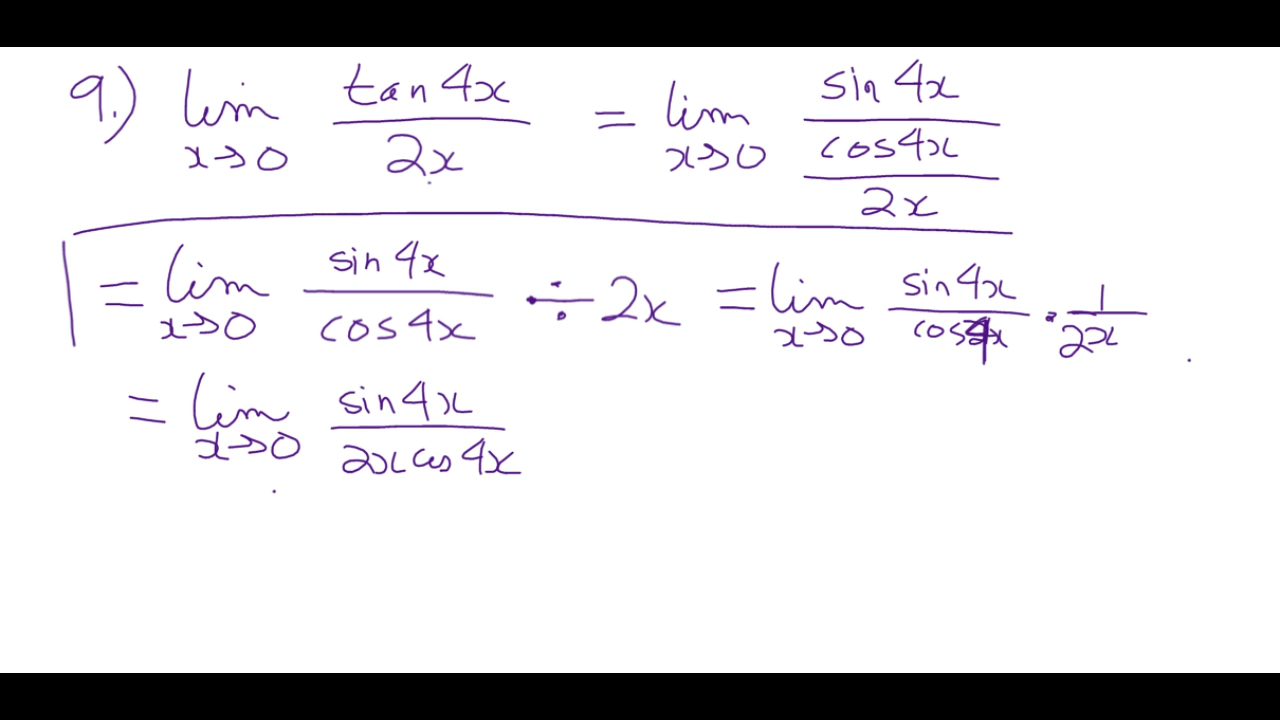 9.) lim x→0 tan 4x / 2x = lim x→0 (sin 4x / cos 4x) / 2x
= lim x→0 sin 4x / cos 4x ÷ 2x = lim x→0 sin 4x / cos 4x · 1 / 2x
= lim x→0 sin 4x / 2x cos 4x